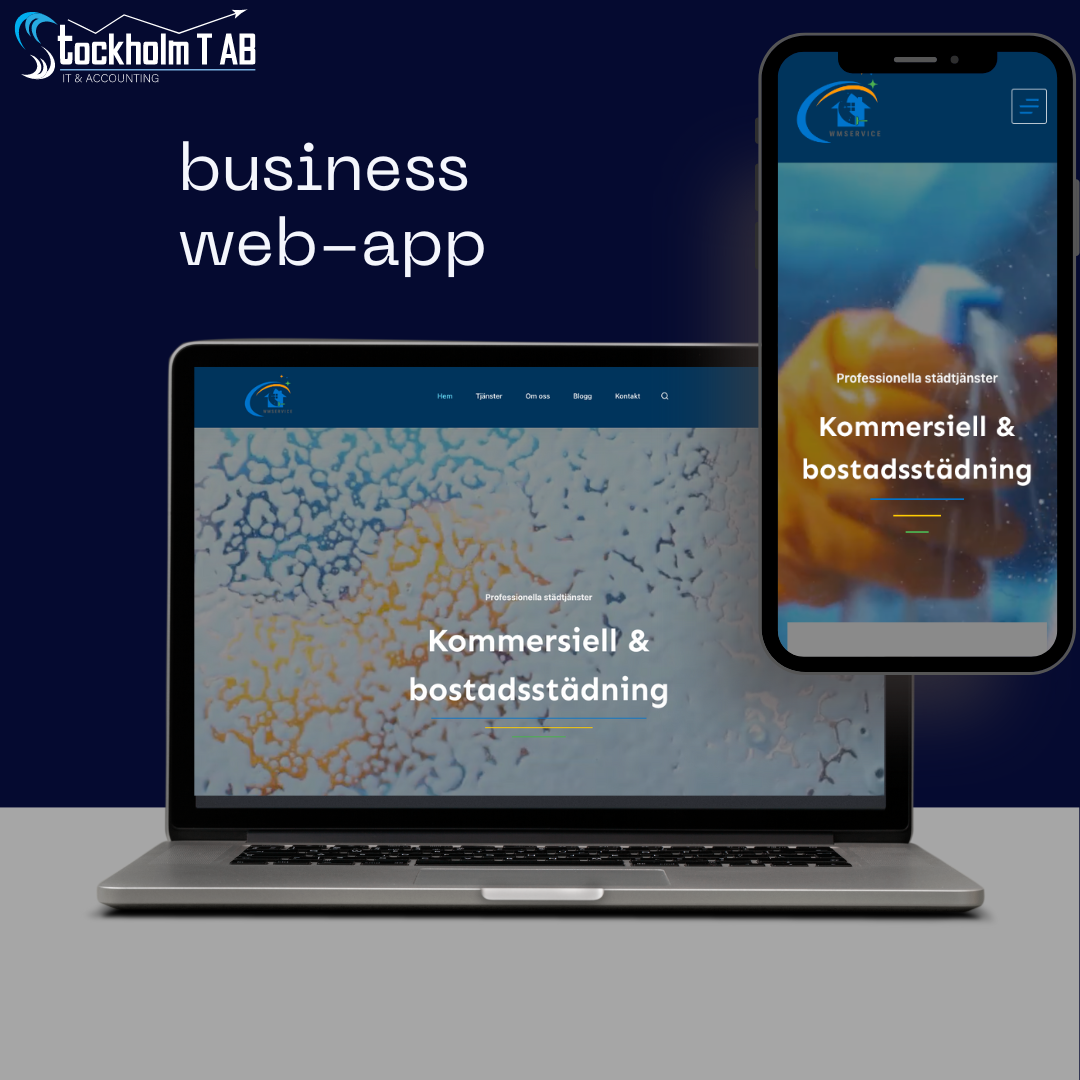 Stockholm T AB
IT & ACCOUNTING
business
web-app
WMSERVICE
Hem Tjänster Om oss Blogg Kontakt
Professionella städtjänster
Kommersiell &
bostadsstädning
WMSERVICE
Professionella städtjänster
Kommersiell &
bostadsstädning